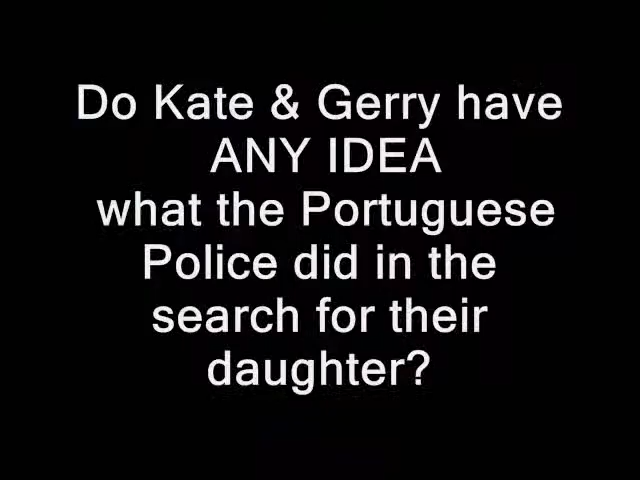 Do Kate & Gerry have
ANY IDEA
what the Portuguese
Police did in the
search for their
daughter?